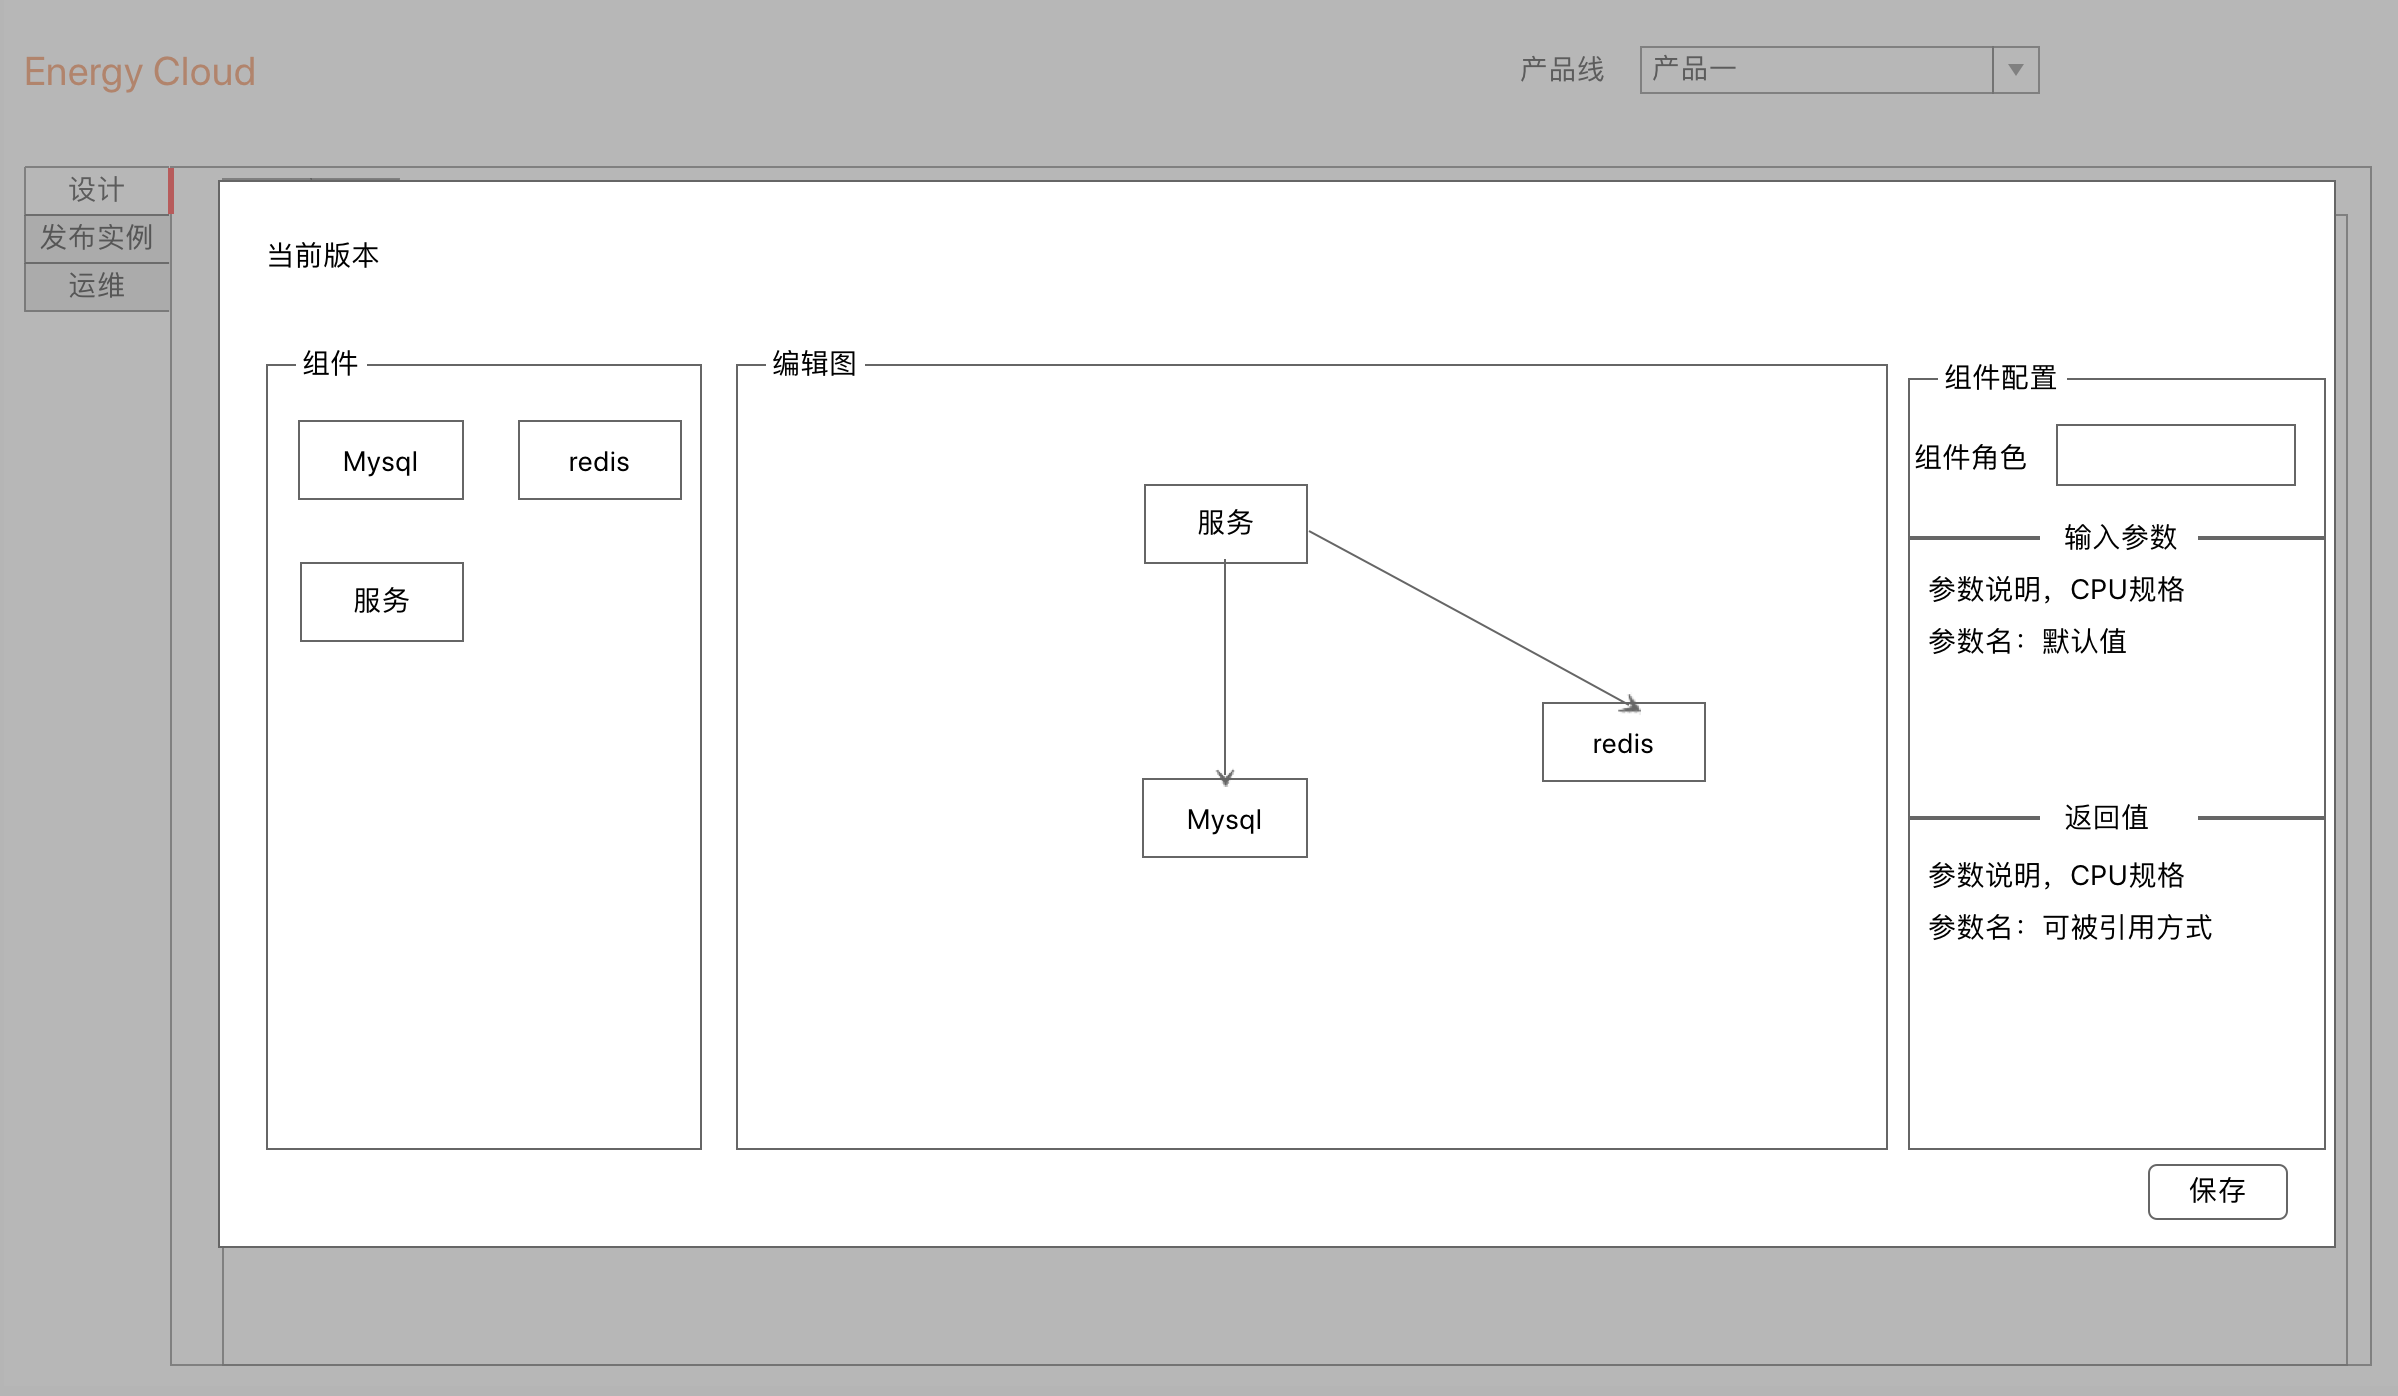 Energy Cloud
产品线
产品一
设计
发布实例
运维
当前版本
组件
Mysql
redis
服务
编辑图
服务
redis
Mysql
组件配置
组件角色
输入参数
参数说明，CPU规格
参数名：默认值
返回值
参数说明，CPU规格
参数名：可被引用方式
保存